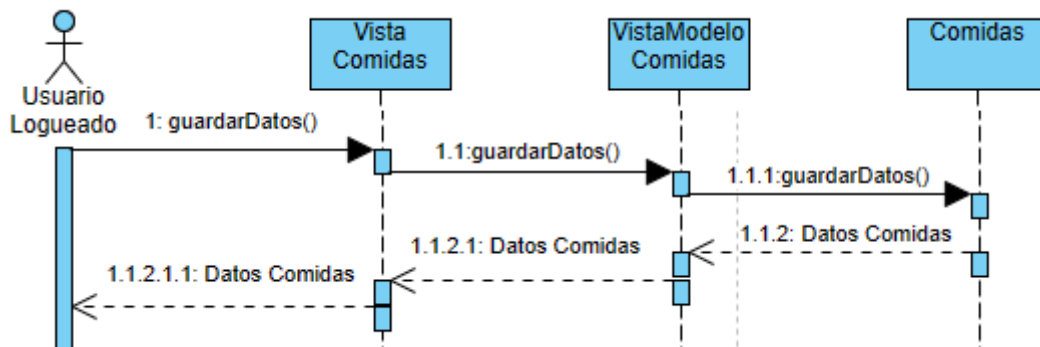 Usuario
Logueado
Vista
Comidas
VistaModelo
Comidas
Comidas
1: guardarDatos()
1.1:guardarDatos()
1.1.1:guardarDatos()
1.1.2: Datos Comidas
1.1.2.1: Datos Comidas
1.1.2.1.1: Datos Comidas